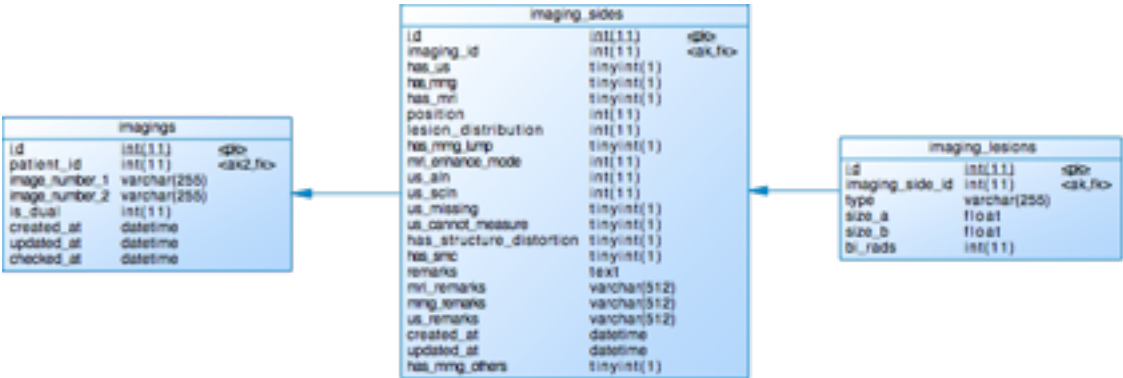 imagings
id int(11) <pk>
patient_id int(11) <ak2,fk>
image_number_1 varchar(255)
image_number_2 varchar(255)
is_dual int(11)
created_at datetime
updated_at datetime
checked_at datetime
imaging_sides
id int(11) <pk>
imaging_id int(11) <ak,fk>
has_us tinyint(1)
has_mmg tinyint(1)
has_mri tinyint(1)
position int(11)
lesion_distribution int(11)
has_mmg_lump tinyint(1)
mri_enhance_mode int(11)
us_aln int(11)
us_scln int(11)
us_missing tinyint(1)
us_cannot_measure tinyint(1)
has_structure_distortion tinyint(1)
has_smc tinyint(1)
remarks text
mri_remarks varchar(512)
mmg_remarks varchar(512)
us_remarks varchar(512)
created_at datetime
updated_at datetime
has_mmg_others tinyint(1)
imaging_lesions
id int(11) <pk>
imaging_side_id int(11) <ak,fk>
type varchar(255)
size_a float
size_b float
bi_rads int(11)